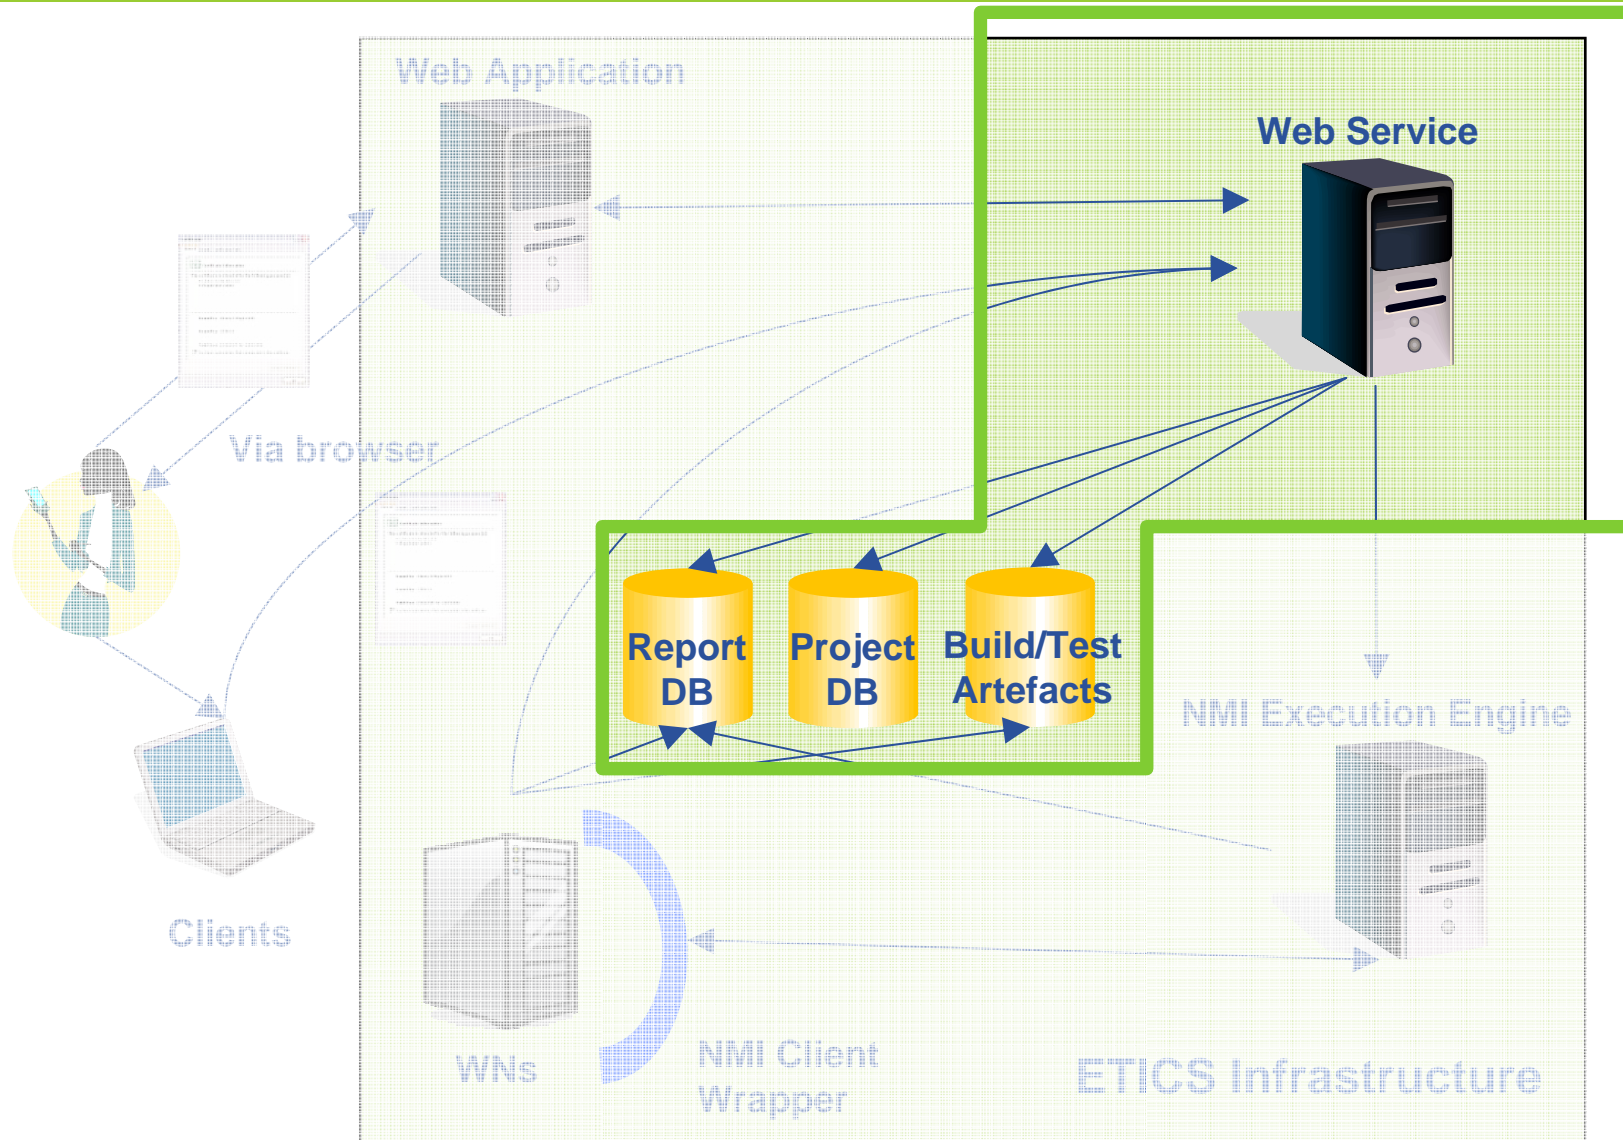 Web Application
Web Service
Via browser
Report
DB
Project
DB
Build/Test
Artefacts
NMI Execution Engine
Clients
WNs
NMI Client
Wrapper
ETICS Infrastructure